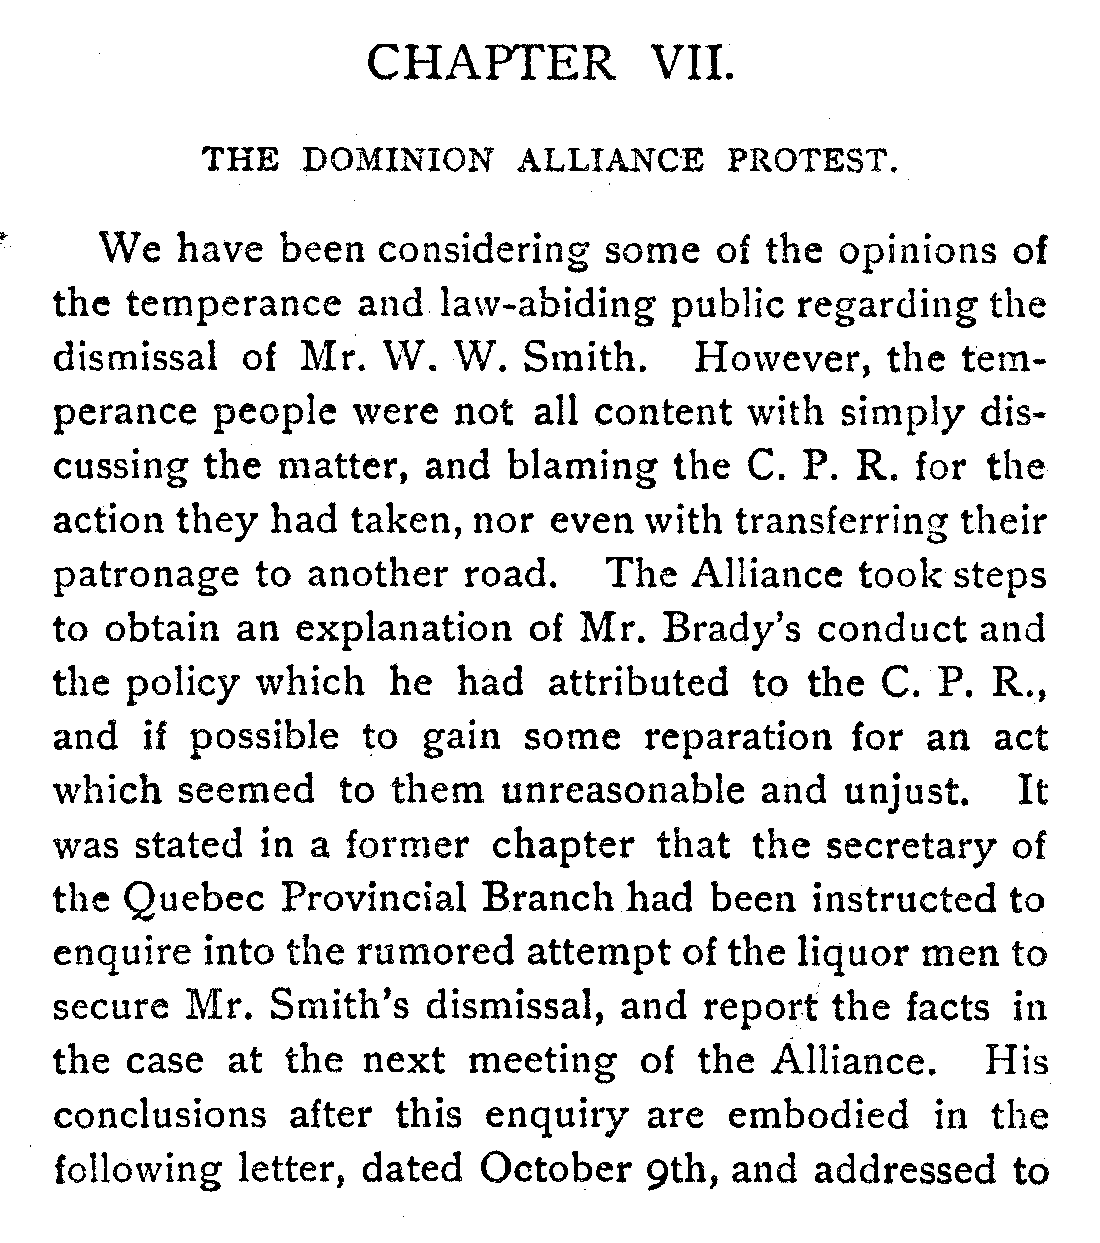 CHAPTER VII.
THE DOMINION ALLIANCE PROTEST.
We have been considering some of the opinions of
the temperance and law-abiding public regarding the
dismissal of Mr. W. W. Smith. However, the tem-
perance people were not all content with simply dis-
cussing the matter, and blaming the C. P. R. for the
action they had taken, nor even with transferring their
patronage to another road. The Alliance took steps
to obtain an explanation of Mr. Brady's conduct and
the policy which he had attributed to the C. P. R.,
and if possible to gain some reparation for an act
which seemed to them unreasonable and unjust. It
was stated in a former chapter that the secretary of
the Quebec Provincial Branch had been instructed to
enquire into the rumored attempt of the liquor men to
secure Mr. Smith's dismissal, and report the facts in
the case at the next meeting of the Alliance. His
conclusions after this enquiry are embodied in the
following letter, dated October 9th, and addressed to